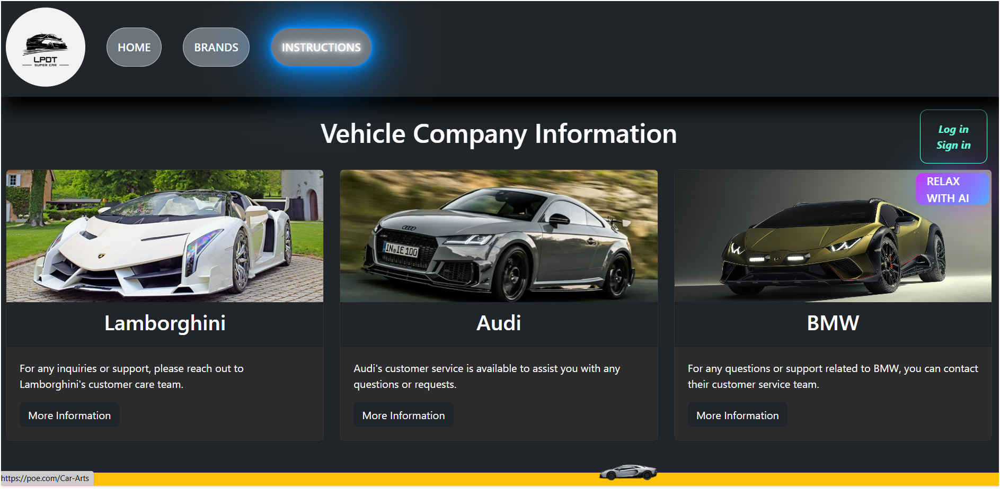 LPDT
SUPER CAR
HOME
BRANDS
INSTRUCTIONS
Vehicle Company Information
Log in
Sign in
RELAX
WITH AI
IN IE 100
Lamborghini
Audi
BMW
For any inquiries or support, please reach out to
Lamborghini's customer care team.
More Information
Audi's customer service is available to assist you with any
questions or requests.
More Information
For any questions or support related to BMW, you can contact
their customer service team.
More Information
https://poe.com/Car-Arts